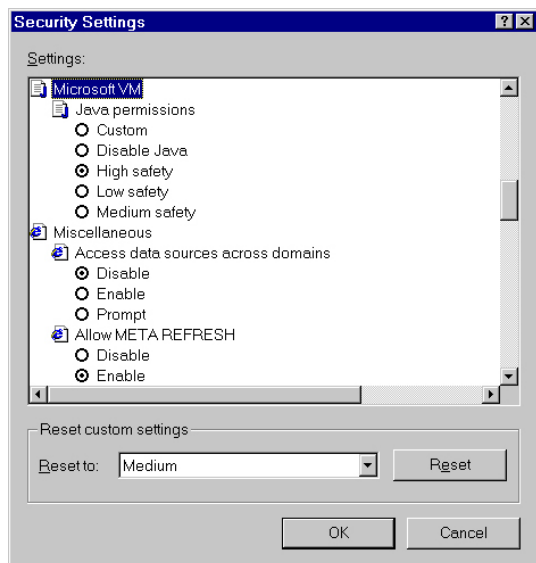 Security Settings
Settings:
Microsoft VM
Java permissions
Custom
Disable Java
High safety
Low safety
Medium safety
Miscellaneous
Access data sources across domains
Disable
Enable
Prompt
Allow META REFRESH
Disable
Enable
Reset custom settings
Reset to: Medium Reset
OK Cancel